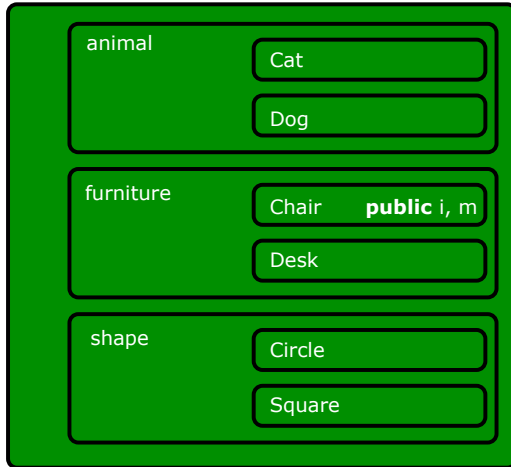 animal
Cat
Dog
furniture
Chair public i, m
Desk
shape
Circle
Square